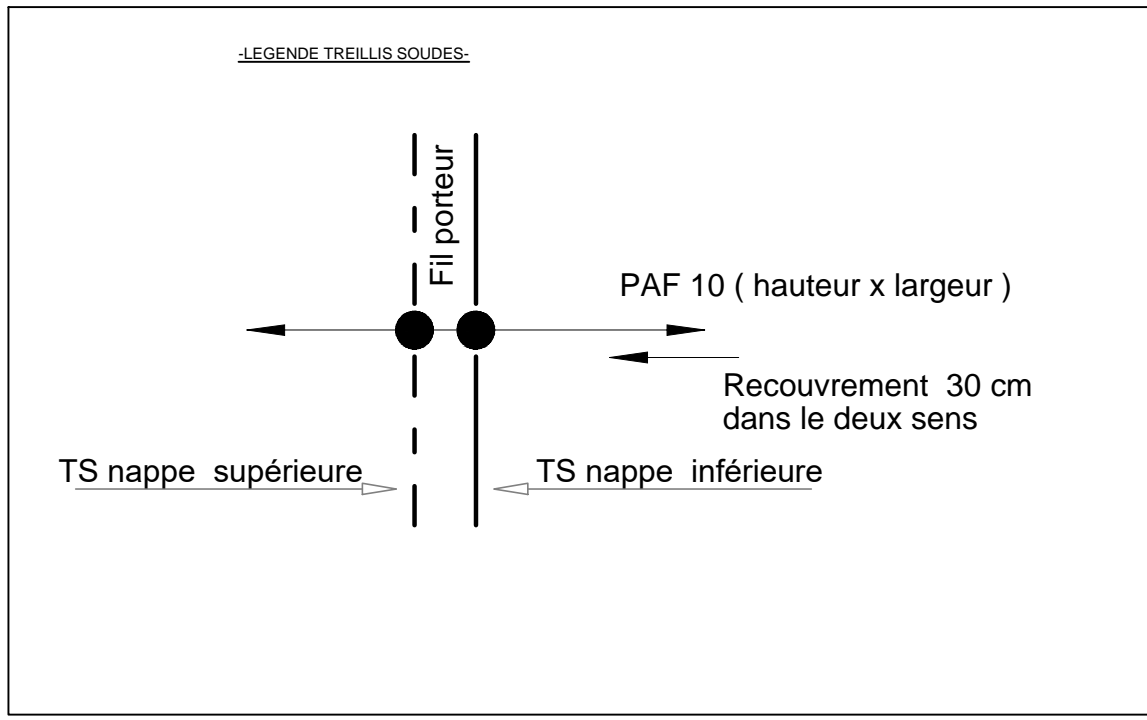 -LEGENDE TREILLIS SOUDES-
Fil porteur
PAF 10 ( hauteur x largeur )
Recouvrement 30 cm
dans le deux sens
TS nappe supérieure
TS nappe inférieure